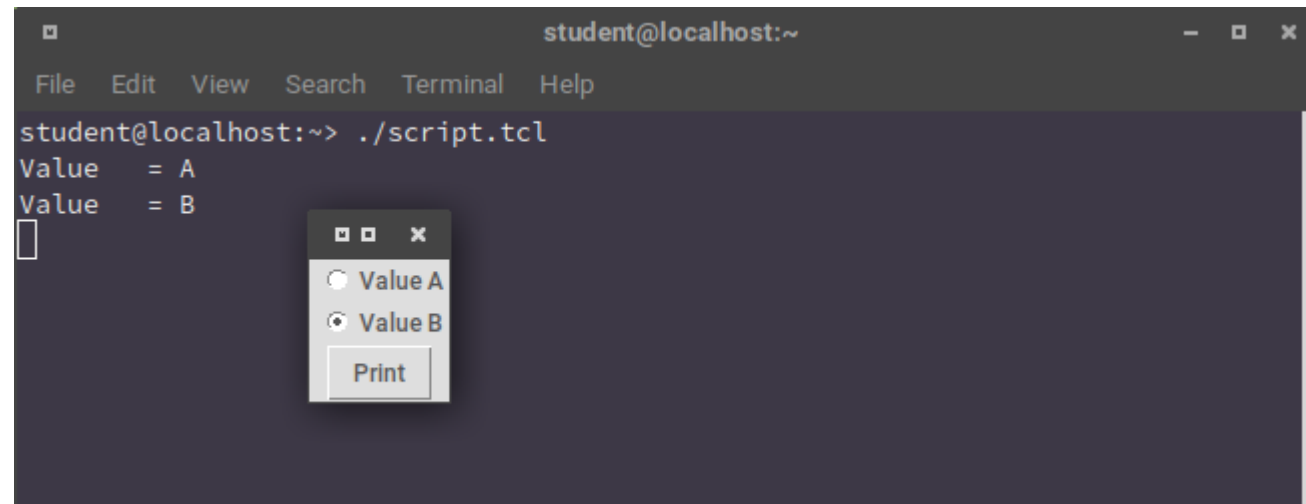 student@localhost:~
File Edit View Search Terminal Help
student@localhost:~> ./script.tcl
Value   = A
Value   = B
Value A
Value B
Print